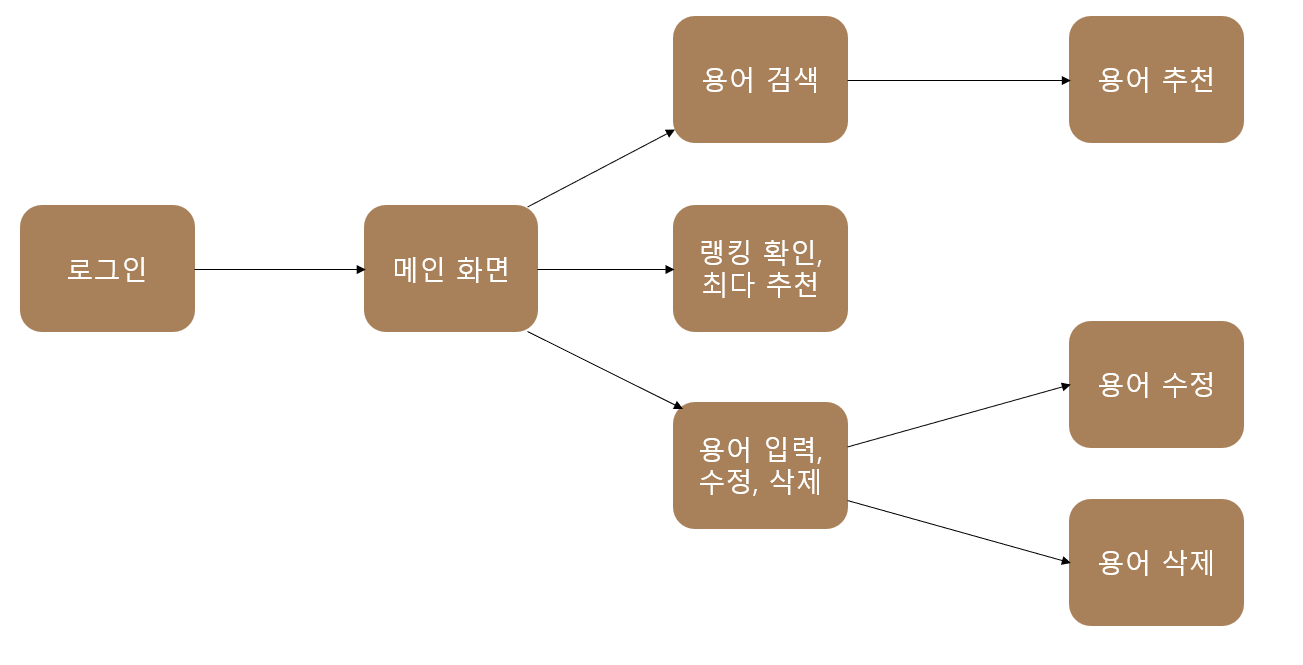 용어 검색
용어 추천
로그인
메인 화면
랭킹 확인,
최다 추천
용어 입력,
수정, 삭제
용어 수정
용어 삭제